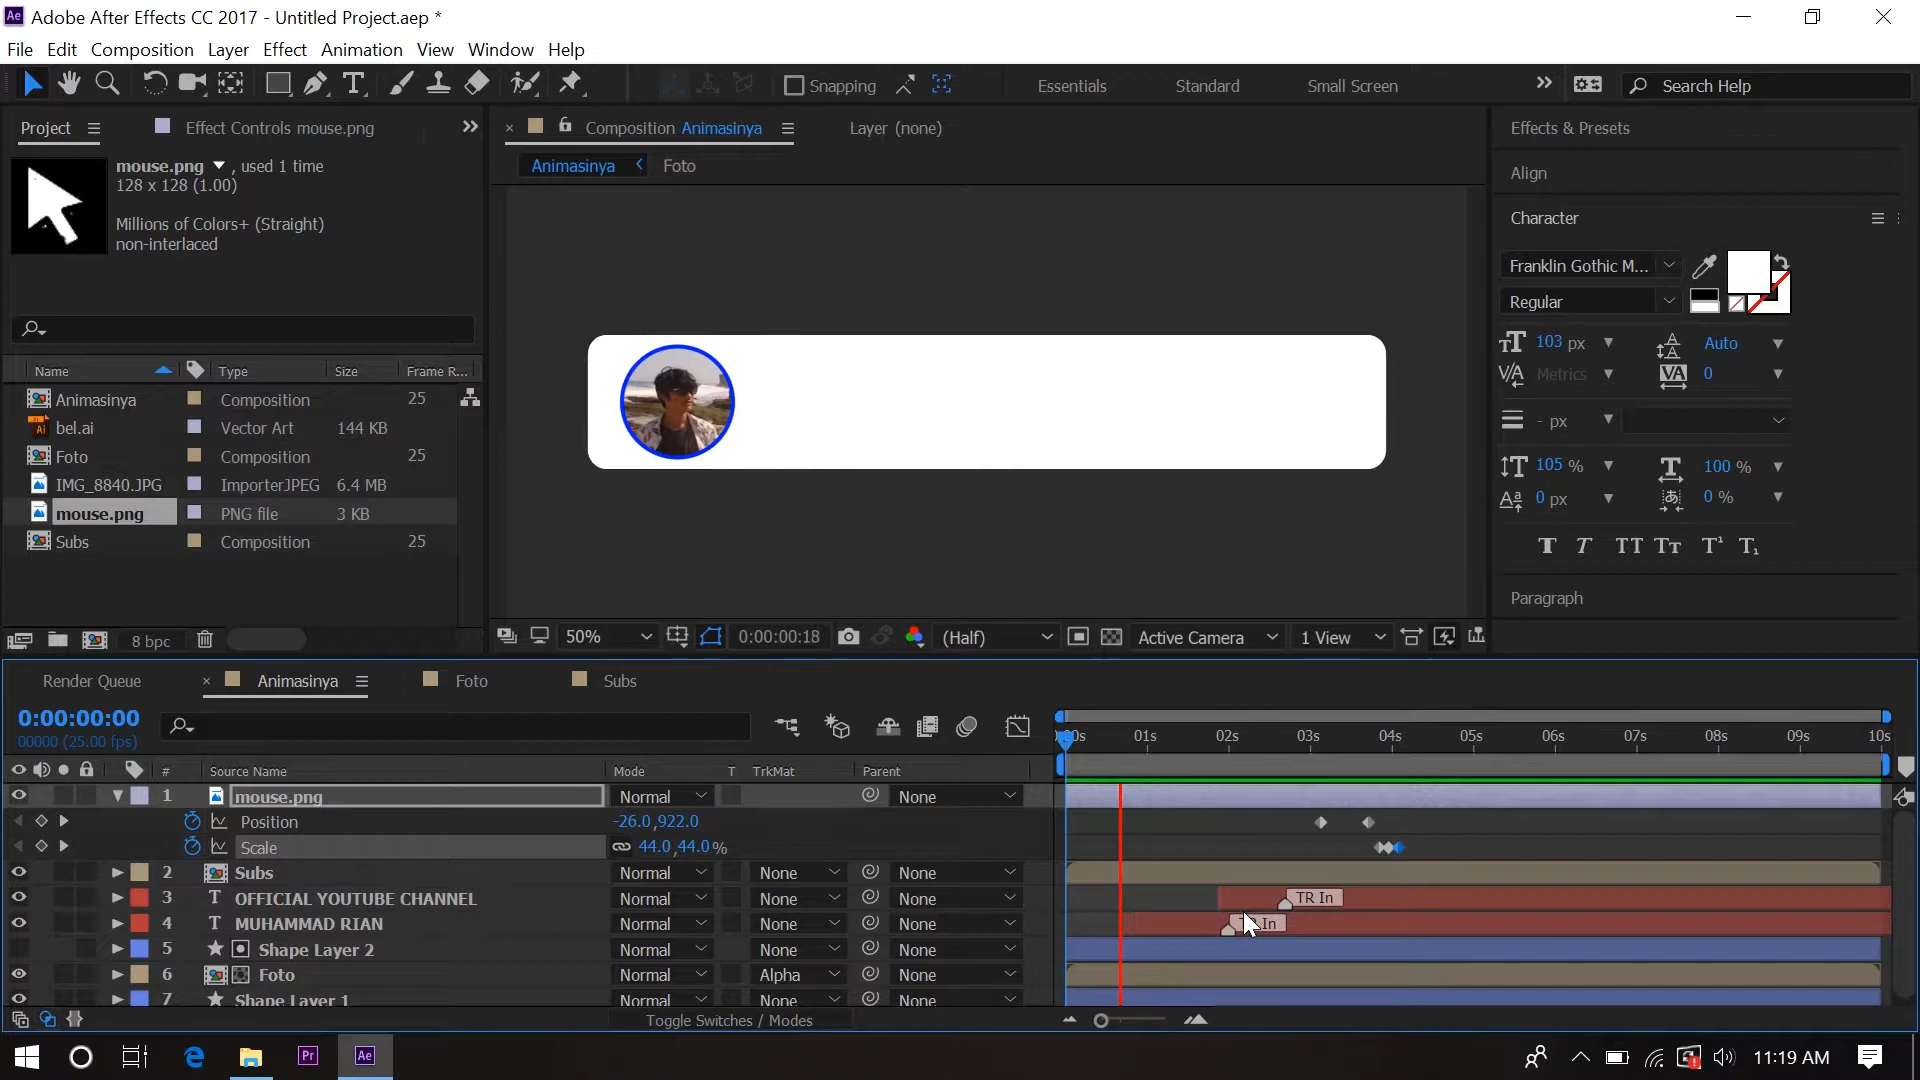 Ae Adobe After Effects CC 2017 - Untitled Project.aep *
File Edit Composition Layer Effect Animation View Window Help
Snapping Essentials Standard Small Screen Search Help
Project Effect Controls mouse.png
Composition Animasinya Layer (none)
Animasinya Foto
mouse.png , used 1 time
128 x 128 (1.00)
Millions of Colors+ (Straight)
non-interlaced
Name Type Size Frame R...
Animasinya Composition 25
bel.ai Vector Art 144 KB
Foto Composition 25
IMG_8840.JPG ImporterJPEG 6.4 MB
mouse.png PNG file 3 KB
Subs Composition 25
8 bpc
50% 0:00:00:18 (Half) Active Camera 1 View
Effects & Presets
Align
Character
Franklin Gothic M...
Regular
103 px Auto
Metrics 0
- px
105 % 100 %
0 px 0 %
T T TT Tt T¹ T₁
Paragraph
Render Queue Animasinya Foto Subs
0:00:00:00
00000 (25.00 fps)
01s 02s 03s 04s 05s 06s 07s 08s 09s 10s
# Source Name Mode T TrkMat Parent
1 mouse.png Normal None
Position -26.0,922.0
Scale 44.0,44.0%
2 Subs Normal None None
3 T OFFICIAL YOUTUBE CHANNEL Normal None None TR In
4 T MUHAMMAD RIAN Normal None None In
5 Shape Layer 2 Normal None None
6 Foto Normal Alpha None
7 Shape Layer 1 Normal None None
Toggle Switches / Modes
Pr Ae 11:19 AM